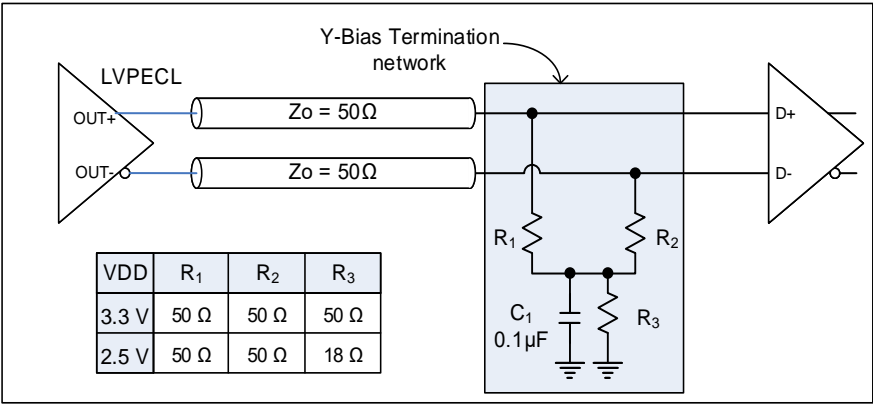 Y-Bias Termination
network
LVPECL
OUT+
Zo = 50Ω
D+
OUT-
Zo = 50Ω
D-
R₁
R₂
VDD R₁ R₂ R₃
3.3 V 50 Ω 50 Ω 50 Ω
2.5 V 50 Ω 50 Ω 18 Ω
C₁
0.1µF
R₃